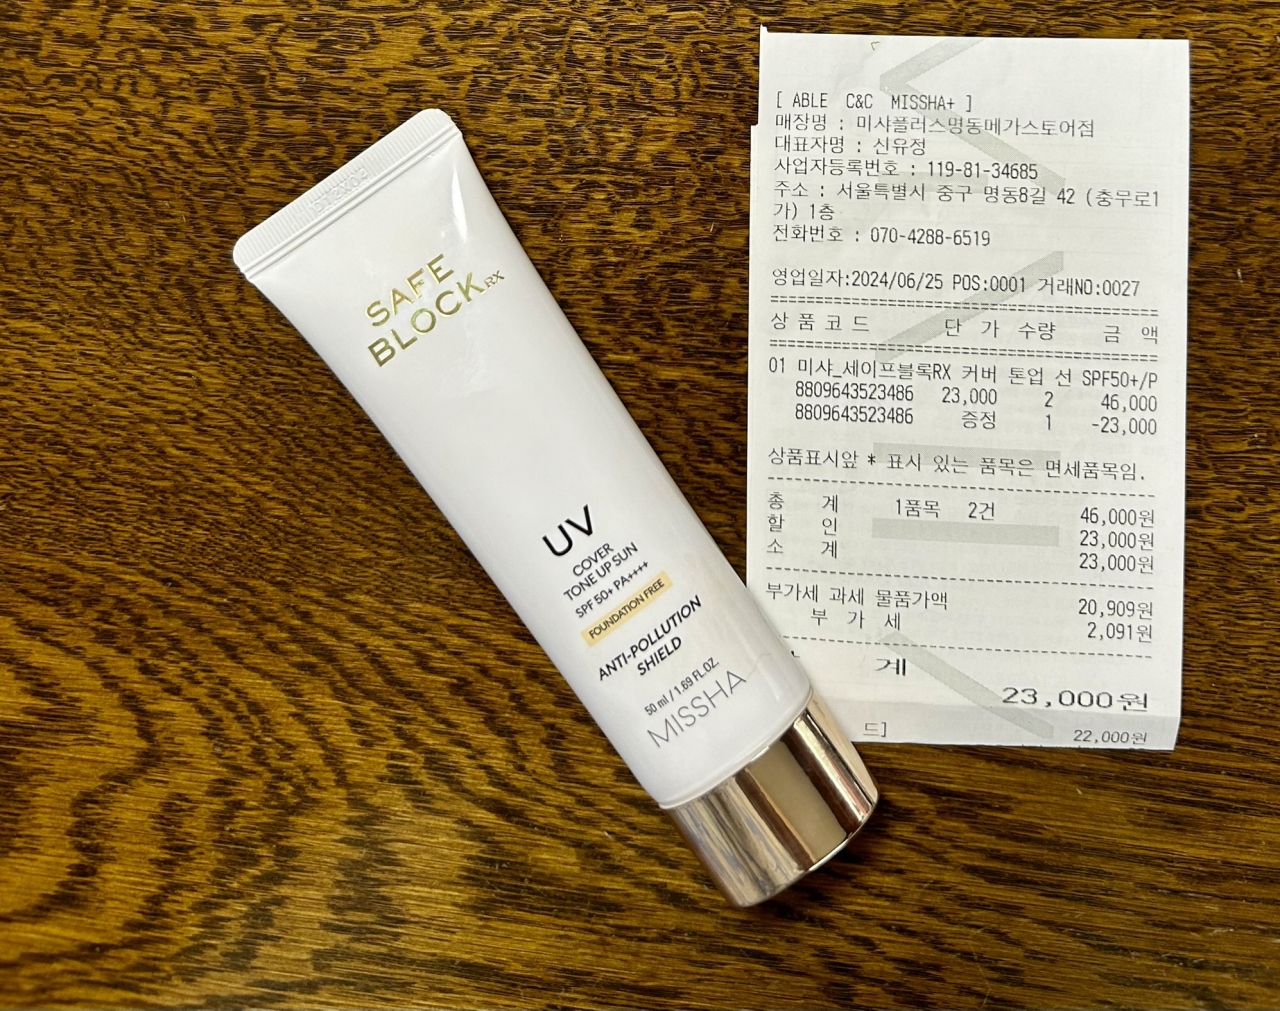 SAFE
BLOCK RX
UV
COVER
TONE UP SUN
SPF 50+ PA++++
FOUNDATION FREE
ANTI-POLLUTION
SHIELD
50 ml / 1.69 FL.OZ.
MISSHA
[ ABLE C&C MISSHA+ ]
매장명 : 미샤플러스명동메가스토어점
대표자명 : 신유정
사업자등록번호 : 119-81-34685
주소 : 서울특별시 중구 명동8길 42 (충무로1
가) 1층
전화번호 : 070-4288-6519
영업일자:2024/06/25 POS:0001 거래NO:0027
상 품 코 드 단 가 수량 금 액
01 미샤_세이프블록RX 커버 톤업 선 SPF50+/P
8809643523486 23,000 2 46,000
8809643523486 증정 1 -23,000
상품표시앞 * 표시 있는 품목은 면세품목임.
총 계 1품목 2건 46,000원
할 인 23,000원
소 계 23,000원
부가세 과세 물품가액 20,909원
부 가 세 2,091원
계
23,000원
드] 22,000원